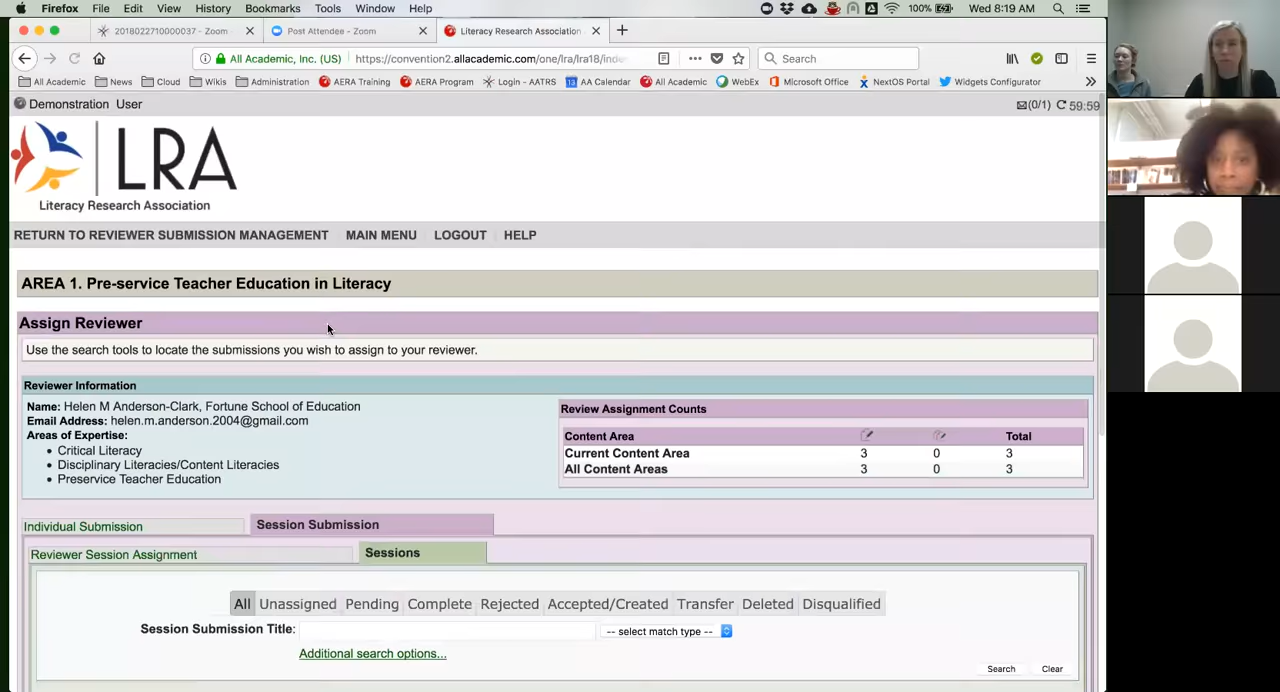 Firefox File Edit View History Bookmarks Tools Window Help 100% Wed 8:19 AM
2018022710000037 - Zoom Post Attendee - Zoom Literacy Research Association
All Academic, Inc. (US) https://convention2.allacademic.com/one/lra/lra18/inde Search
All Academic News Cloud Wikis Administration AERA Training AERA Program Login - AATRS AA Calendar All Academic WebEx Microsoft Office NextOS Portal Widgets Configurator
Demonstration User (0/1) 59:59
LRA
Literacy Research Association
RETURN TO REVIEWER SUBMISSION MANAGEMENT MAIN MENU LOGOUT HELP
AREA 1. Pre-service Teacher Education in Literacy
Assign Reviewer
Use the search tools to locate the submissions you wish to assign to your reviewer.
Reviewer Information
Name: Helen M Anderson-Clark, Fortune School of Education
Email Address: helen.m.anderson.2004@gmail.com
Areas of Expertise:
Critical Literacy
Disciplinary Literacies/Content Literacies
Preservice Teacher Education
Review Assignment Counts
Content Area Total
Current Content Area 3 0 3
All Content Areas 3 0 3
Individual Submission Session Submission
Reviewer Session Assignment Sessions
All Unassigned Pending Complete Rejected Accepted/Created Transfer Deleted Disqualified
Session Submission Title: -- select match type --
Additional search options...
Search Clear